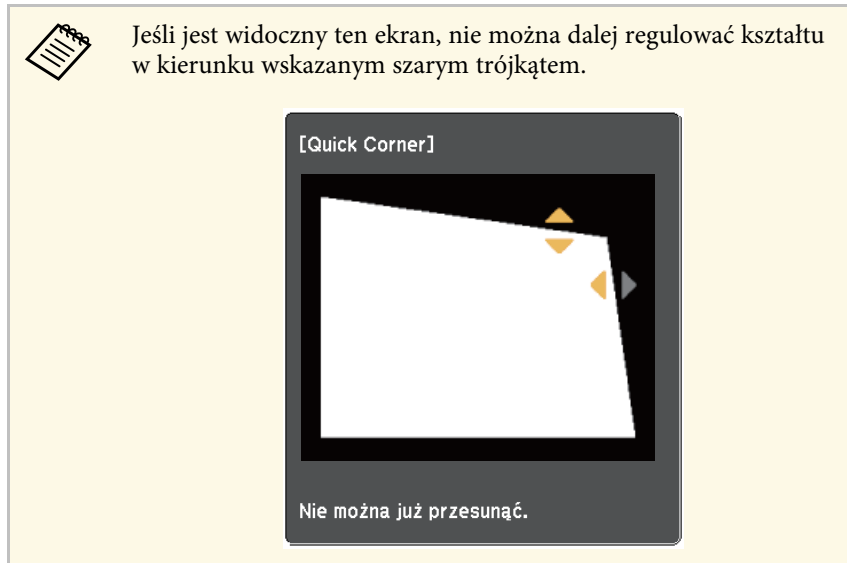 Jeśli jest widoczny ten ekran, nie można dalej regulować kształtu
w kierunku wskazanym szarym trójkątem.
[Quick Corner]
Nie można już przesunąć.